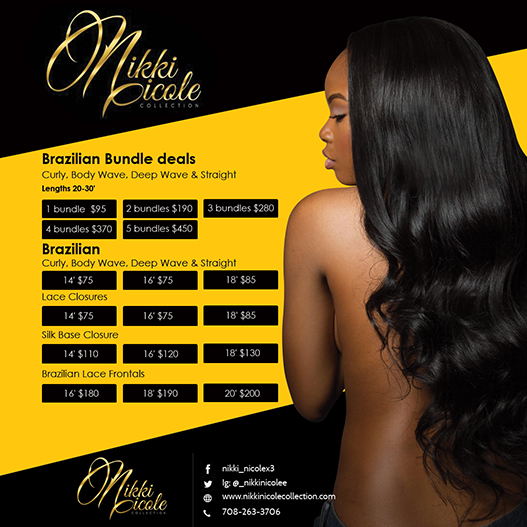 Nikki
Nicole
COLLECTION
Brazilian Bundle deals
Curly, Body Wave, Deep Wave & Straight
Lengths 20-30'
1 bundle $95 2 bundles $190 3 bundles $280
4 bundles $370 5 bundles $450
Brazilian
Curly, Body Wave, Deep Wave & Straight
14' $75 16' $75 18' $85
Lace Closures
14' $75 16' $75 18' $85
Silk Base Closure
14' $110 16' $120 18' $130
Brazilian Lace Frontals
16' $180 18' $190 20' $200
Nikki
Nicole
COLLECTION
nikki_nicolex3
Ig: @_nikkinicolee
www.nikkinicolecollection.com
708-263-3706